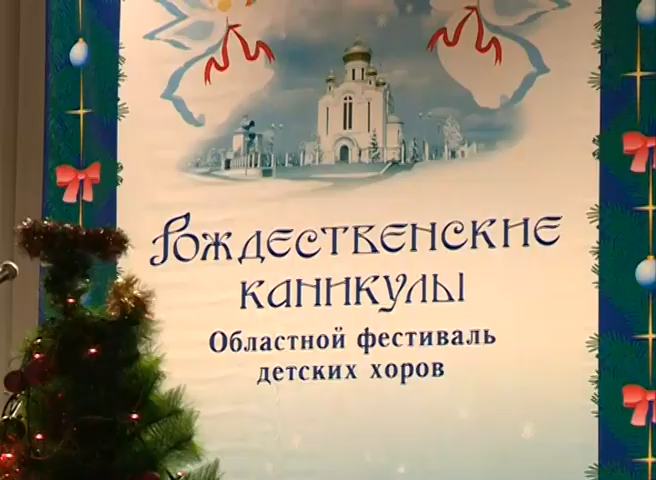 Рождественские
каникулы
Областной фестиваль
детских хоров